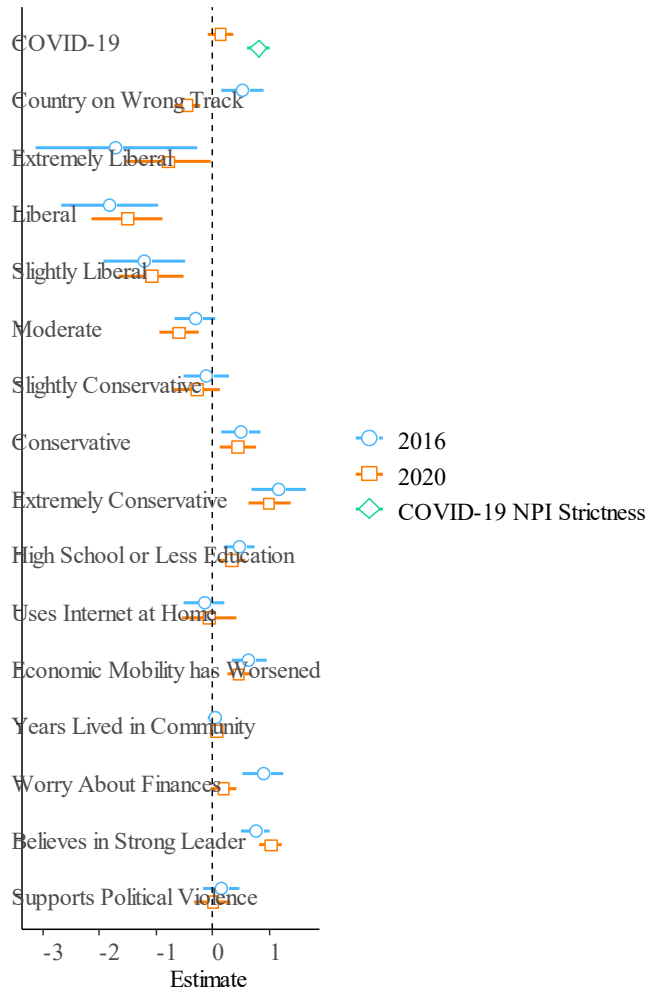 COVID-19
Country on Wrong Track
Extremely Liberal
Liberal
Slightly Liberal
Moderate
Slightly Conservative
Conservative
Extremely Conservative
High School or Less Education
Uses Internet at Home
Economic Mobility has Worsened
Years Lived in Community
Worry About Finances
Believes in Strong Leader
Supports Political Violence
2016
2020
COVID-19 NPI Strictness
-3 -2 -1 0 1
Estimate